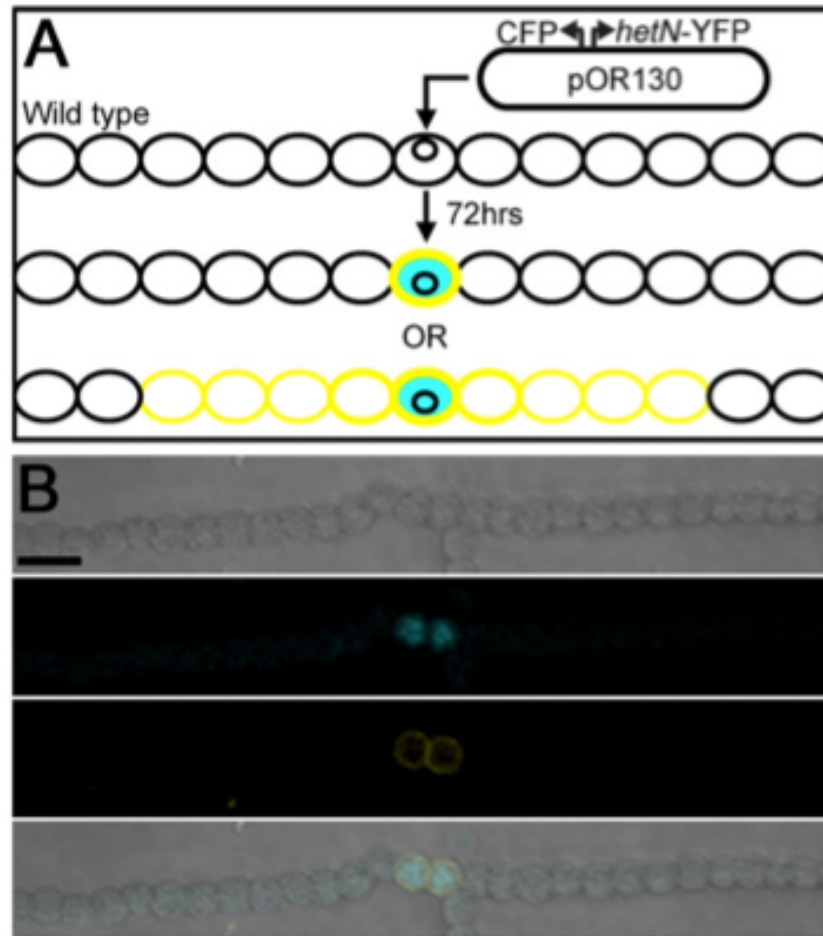 A
CFP hetN-YFP
pOR130
Wild type
72hrs
OR
B